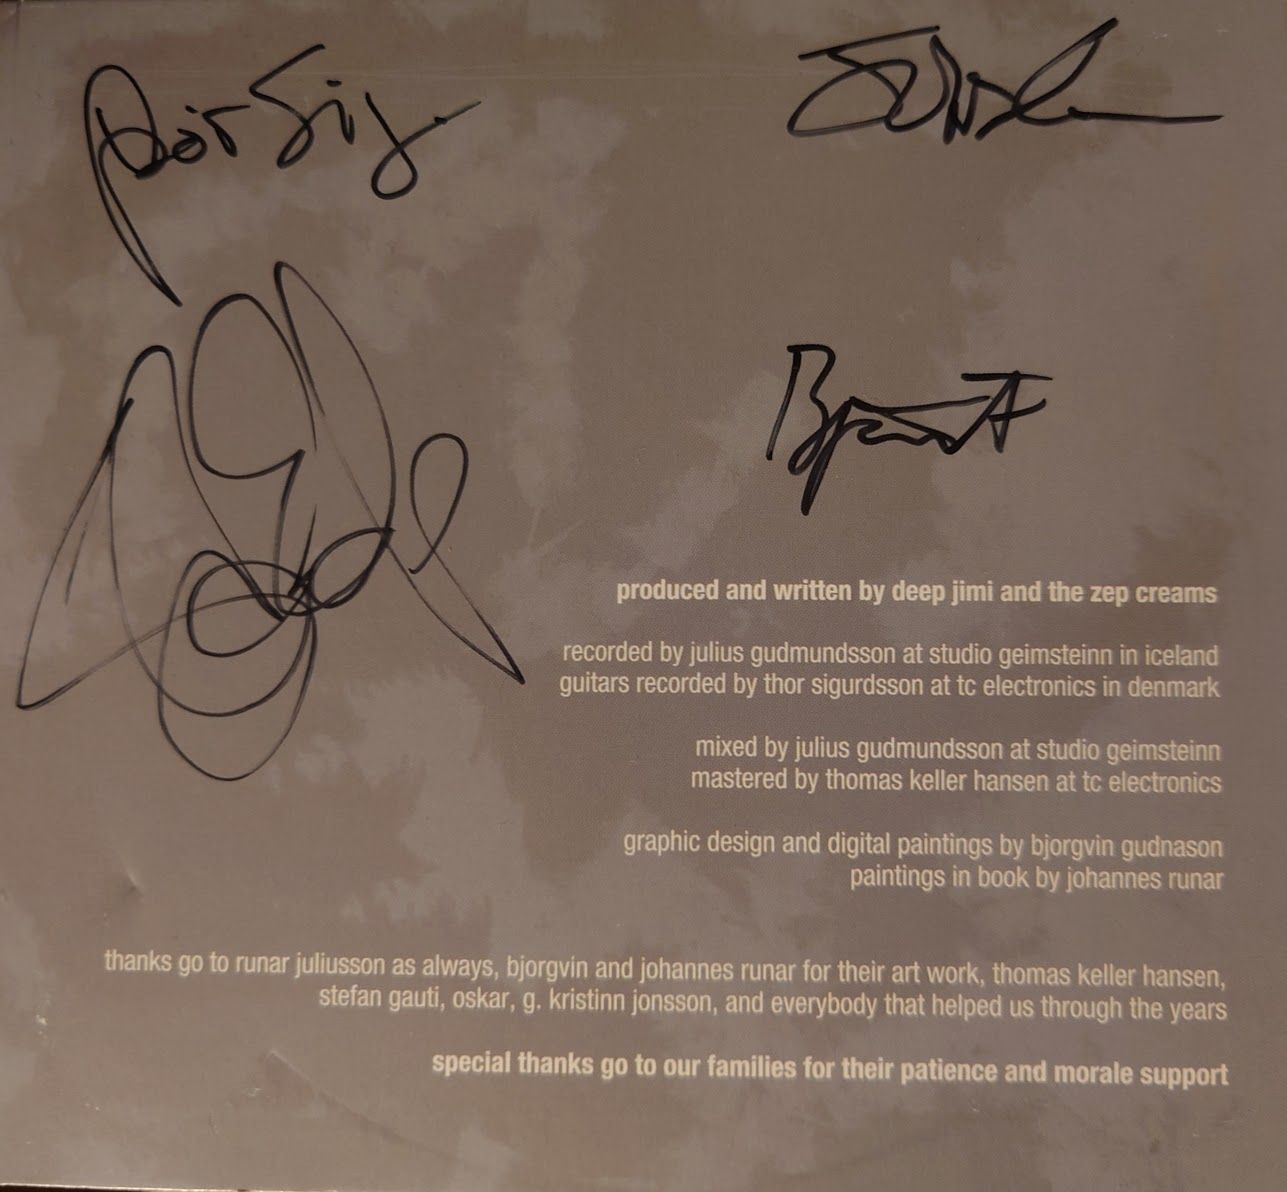 Þór Sig
produced and written by deep jimi and the zep creams
recorded by julius gudmundsson at studio geimsteinn in iceland
guitars recorded by thor sigurdsson at tc electronics in denmark
mixed by julius gudmundsson at studio geimsteinn
mastered by thomas keller hansen at tc electronics
graphic design and digital paintings by bjorgvin gudnason
paintings in book by johannes runar
thanks go to runar juliusson as always, bjorgvin and johannes runar for their art work, thomas keller hansen,
stefan gauti, oskar, g. kristinn jonsson, and everybody that helped us through the years
special thanks go to our families for their patience and morale support